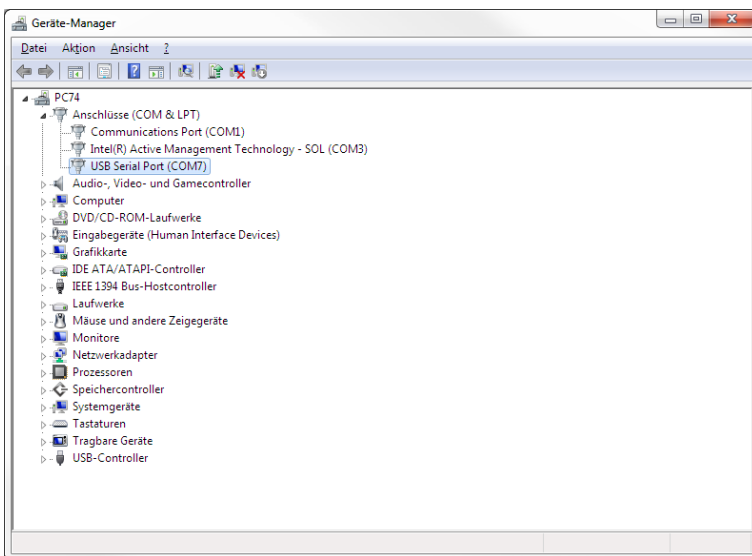 Geräte-Manager
Datei Aktion Ansicht ?
PC74
Anschlüsse (COM & LPT)
Communications Port (COM1)
Intel(R) Active Management Technology - SOL (COM3)
USB Serial Port (COM7)
Audio-, Video- und Gamecontroller
Computer
DVD/CD-ROM-Laufwerke
Eingabegeräte (Human Interface Devices)
Grafikkarte
IDE ATA/ATAPI-Controller
IEEE 1394 Bus-Hostcontroller
Laufwerke
Mäuse und andere Zeigegeräte
Monitore
Netzwerkadapter
Prozessoren
Speichercontroller
Systemgeräte
Tastaturen
Tragbare Geräte
USB-Controller